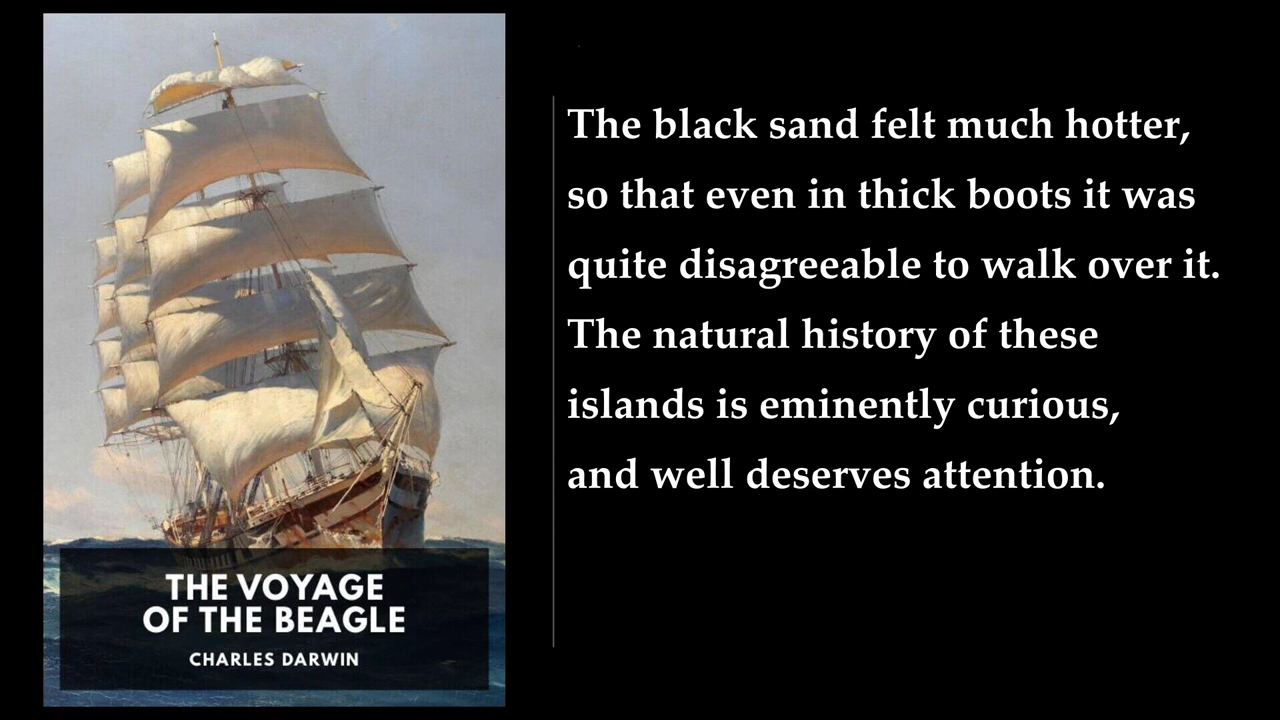 THE VOYAGE
OF THE BEAGLE
CHARLES DARWIN
The black sand felt much hotter,
so that even in thick boots it was
quite disagreeable to walk over it.
The natural history of these
islands is eminently curious,
and well deserves attention.